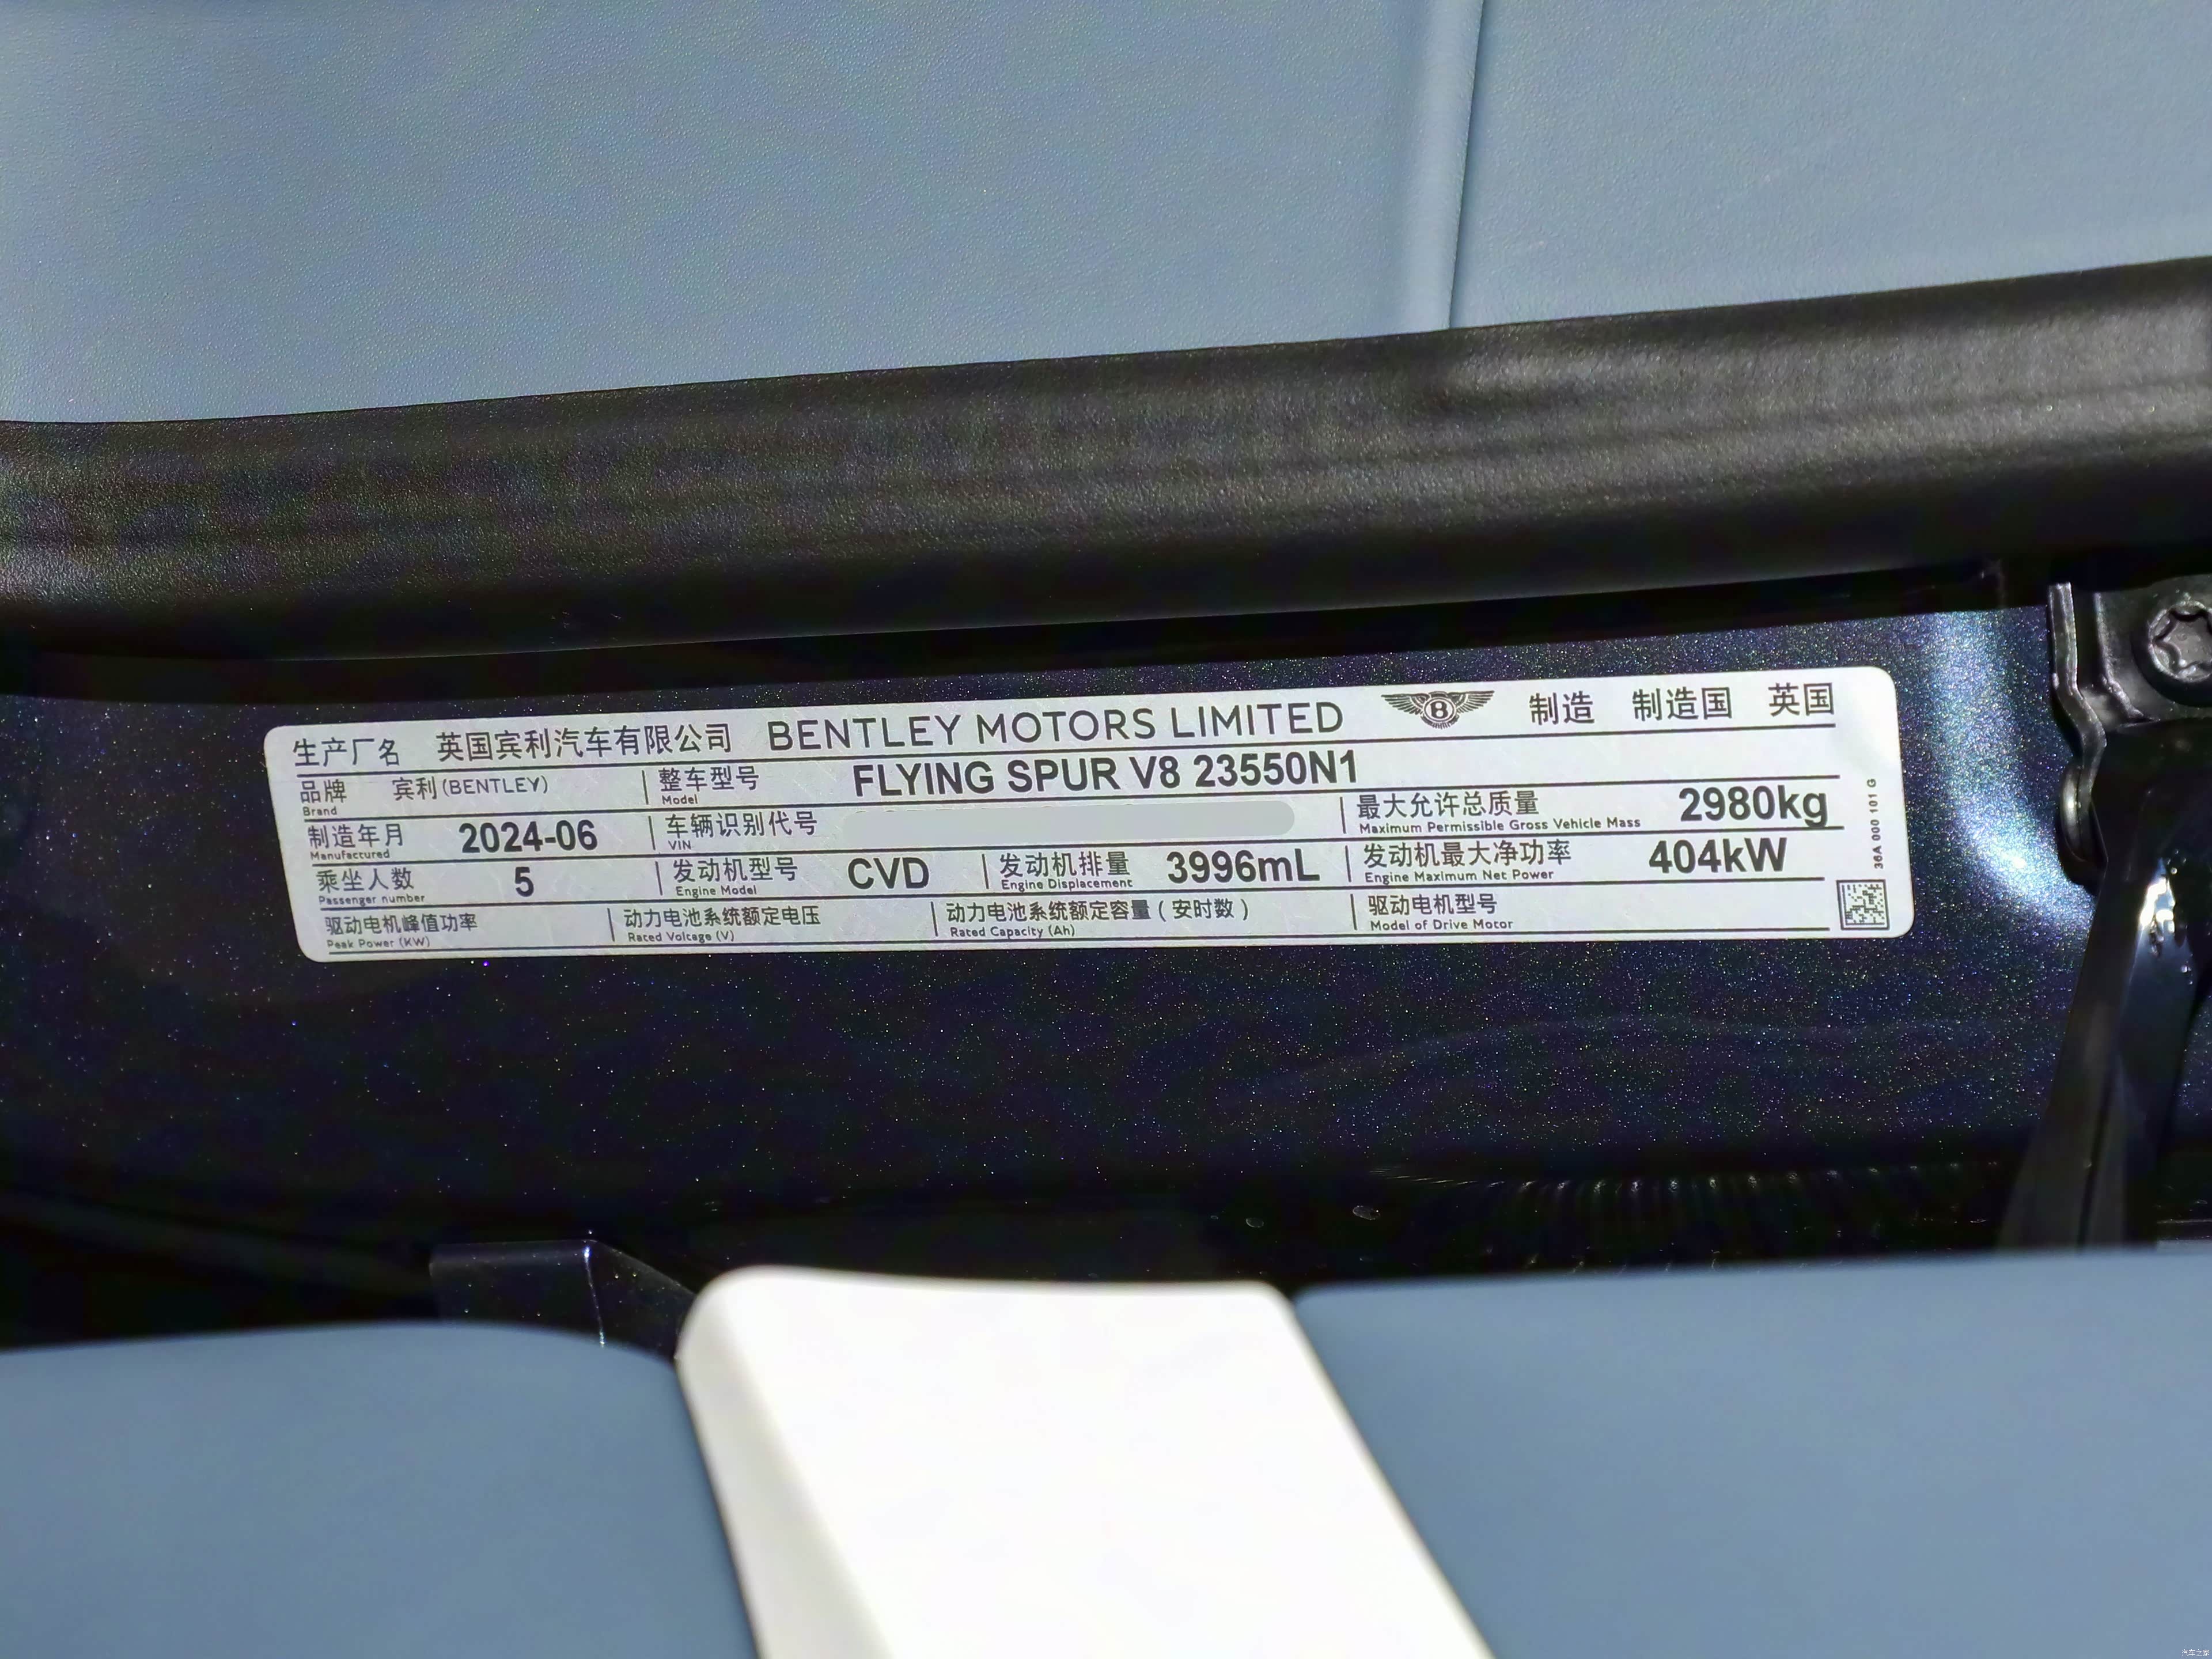 生产厂名 英国宾利汽车有限公司 BENTLEY MOTORS LIMITED B 制造 制造国 英国
品牌 宾利(BENTLEY) 整车型号 FLYING SPUR V8 23550N1
Brand Model
制造年月 2024-06 车辆识别代号 最大允许总质量 2980kg
Manufactured VIN Maximum Permissible Gross Vehicle Mass
乘坐人数 5 发动机型号 CVD 发动机排量 3996mL 发动机最大净功率 404kW
Passenger number Engine Model Engine Displacement Engine Maximum Net Power
驱动电机峰值功率 动力电池系统额定电压 动力电池系统额定容量(安时数) 驱动电机型号
Peak Power (KW) Rated Volcage (V) Rated Capacity (Ah) Model of Drive Motor
36A 000 101 G
汽车之家